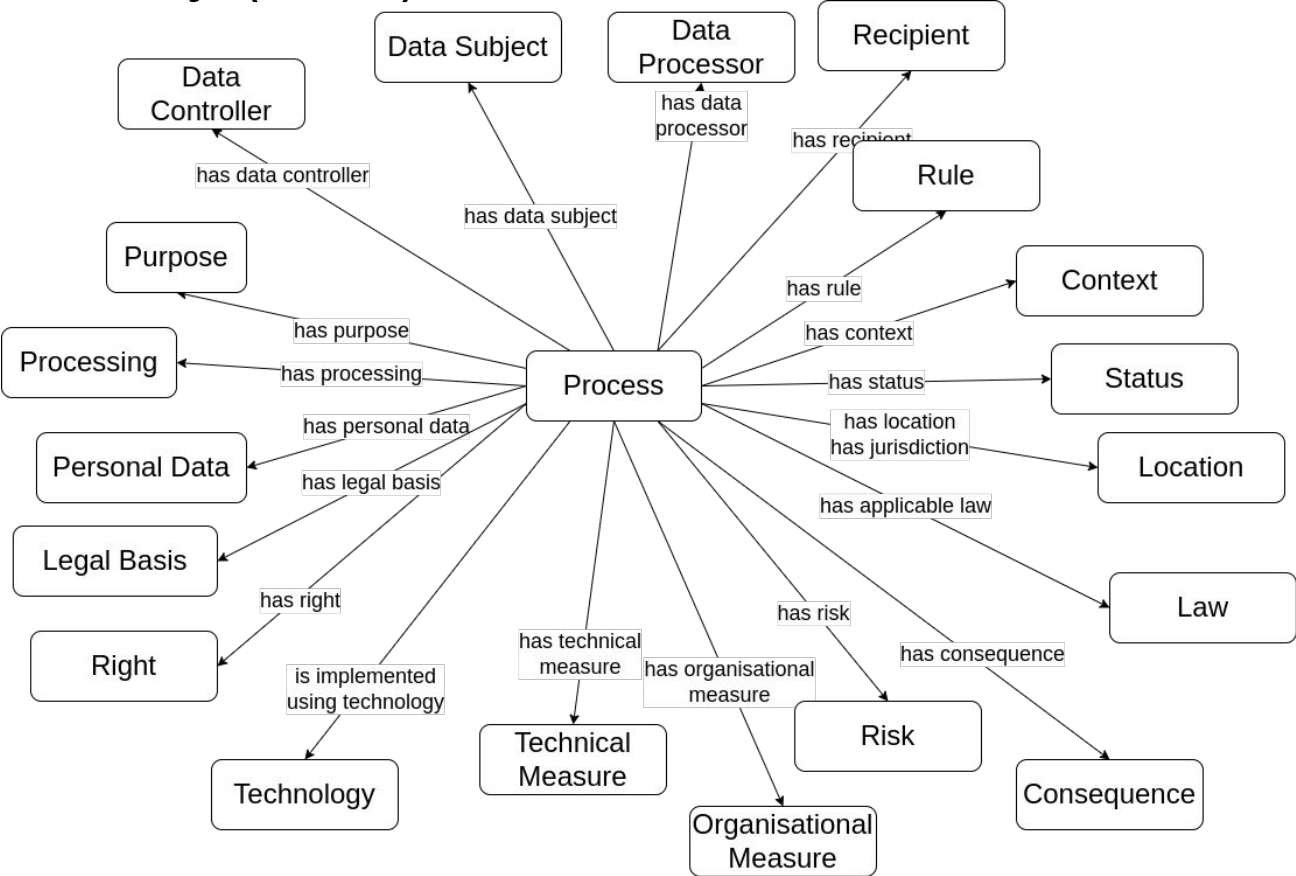 Recipient
Data Subject
Data
Processor
Data
Controller
has data
processor
has recipient
has data controller
Rule
has data subject
Purpose
Context
has rule
has purpose
has context
Processing
has processing
Process
has status
Status
has personal data
has location
has jurisdiction
Personal Data
Location
has legal basis
has applicable law
Legal Basis
has right
has risk
Law
Right
has technical
measure
has organisational
measure
has consequence
is implemented
using technology
Technical
Measure
Risk
Technology
Consequence
Organisational
Measure